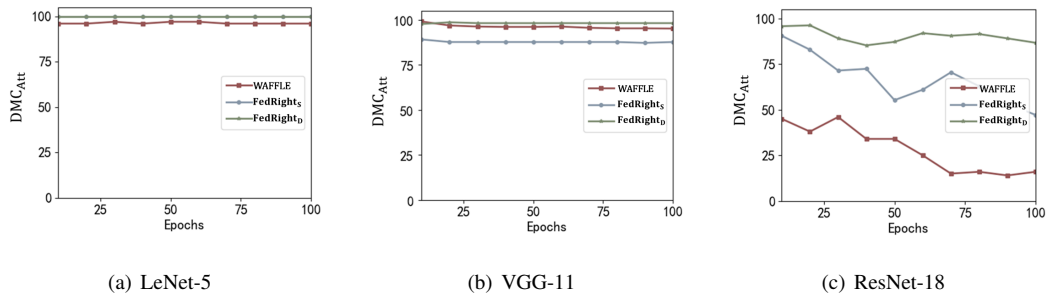 100
75
50
25
0
DMC_Att
WAFFLE
FedRight_S
FedRight_D
25 50 75 100
Epochs
(a) LeNet-5
100
75
50
25
0
DMC_Att
WAFFLE
FedRight_S
FedRight_D
25 50 75 100
Epochs
(b) VGG-11
100
75
50
25
0
DMC_Att
WAFFLE
FedRight_S
FedRight_D
25 50 75 100
Epochs
(c) ResNet-18